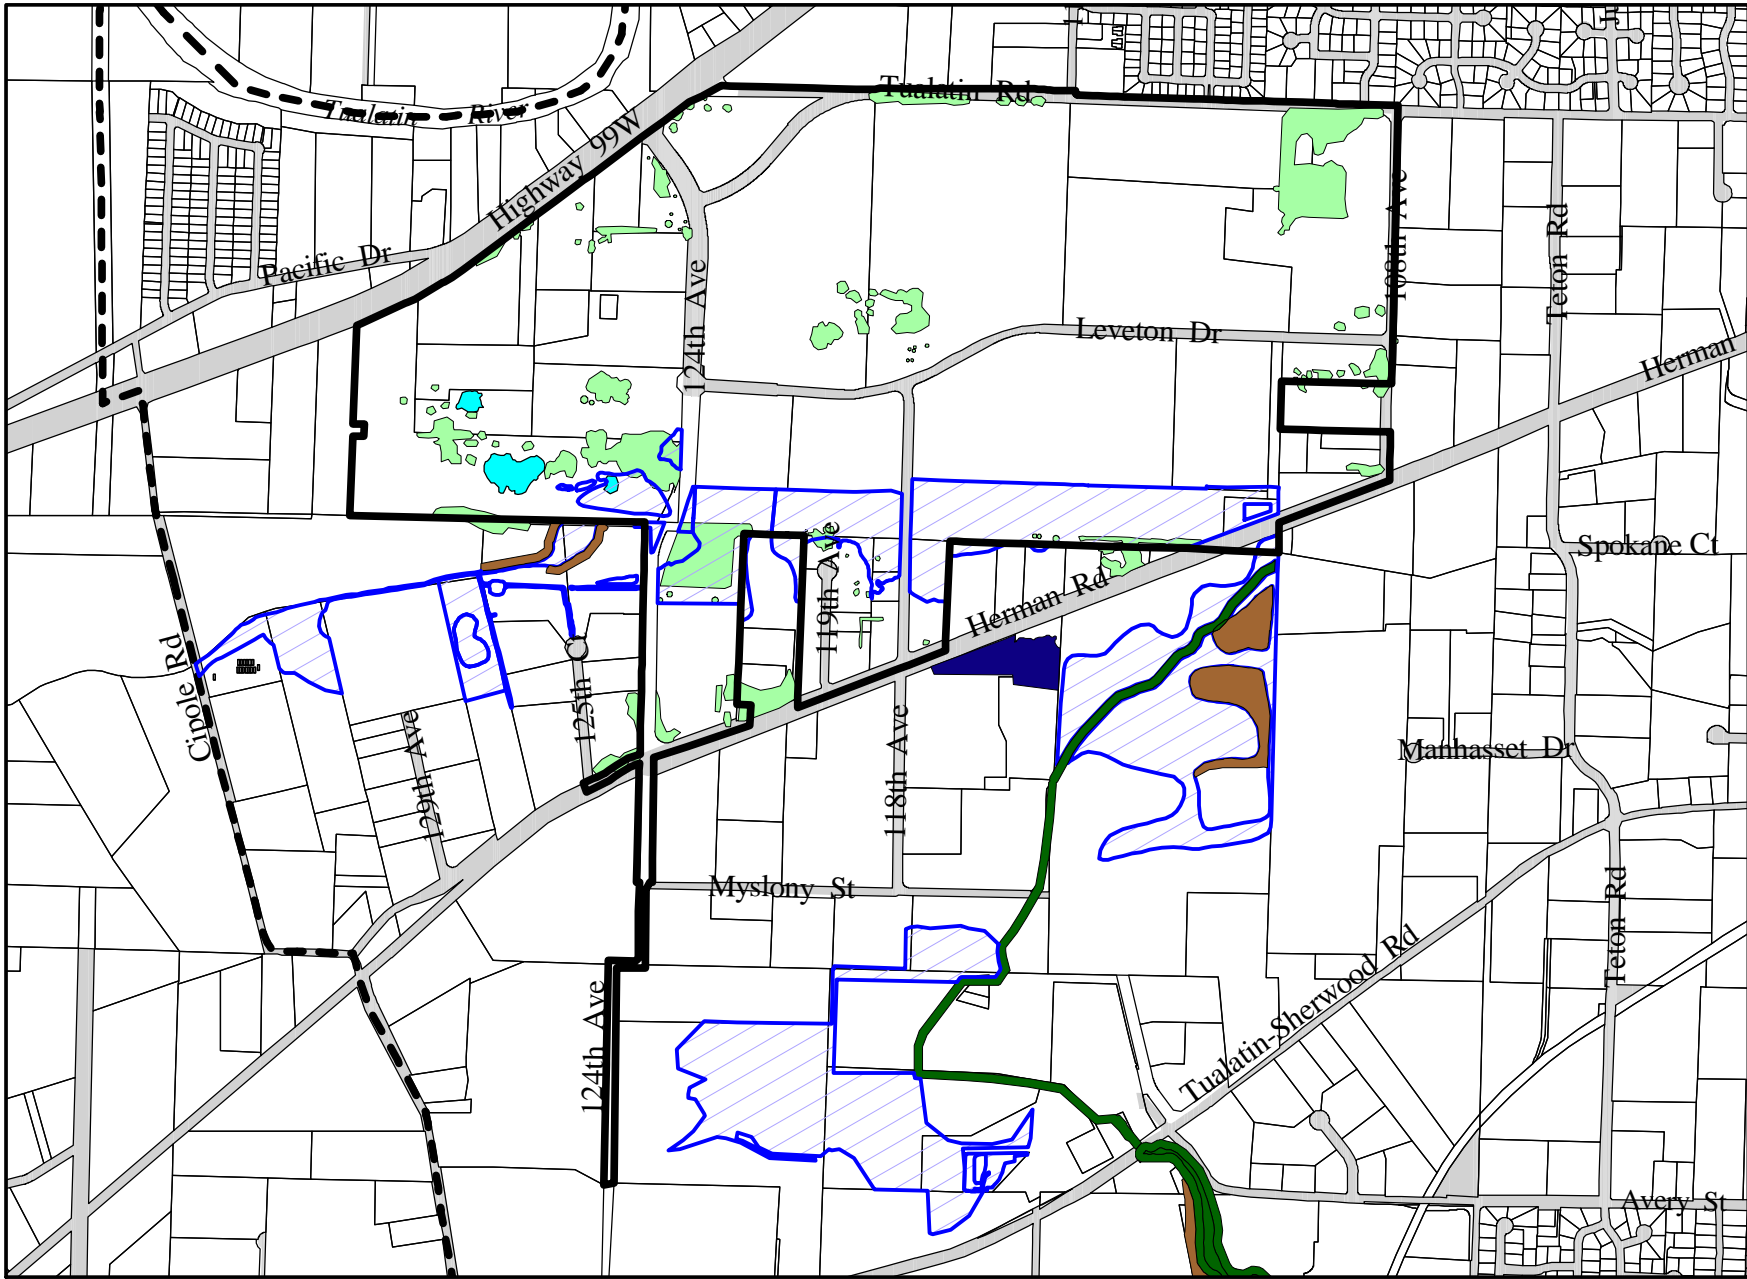 Tualatin Rd
Tualatin River
Highway 99W
Pacific Dr
124th Ave
108th Ave
Teton Rd
Leveton Dr
Herman
Spokane Ct
119th Ave
Herman Rd
Cipole Rd
125th
129th Ave
118th Ave
Manhasset Dr
Myslony St
Teton Rd
Tualatin-Sherwood Rd
124th Ave
Avery St